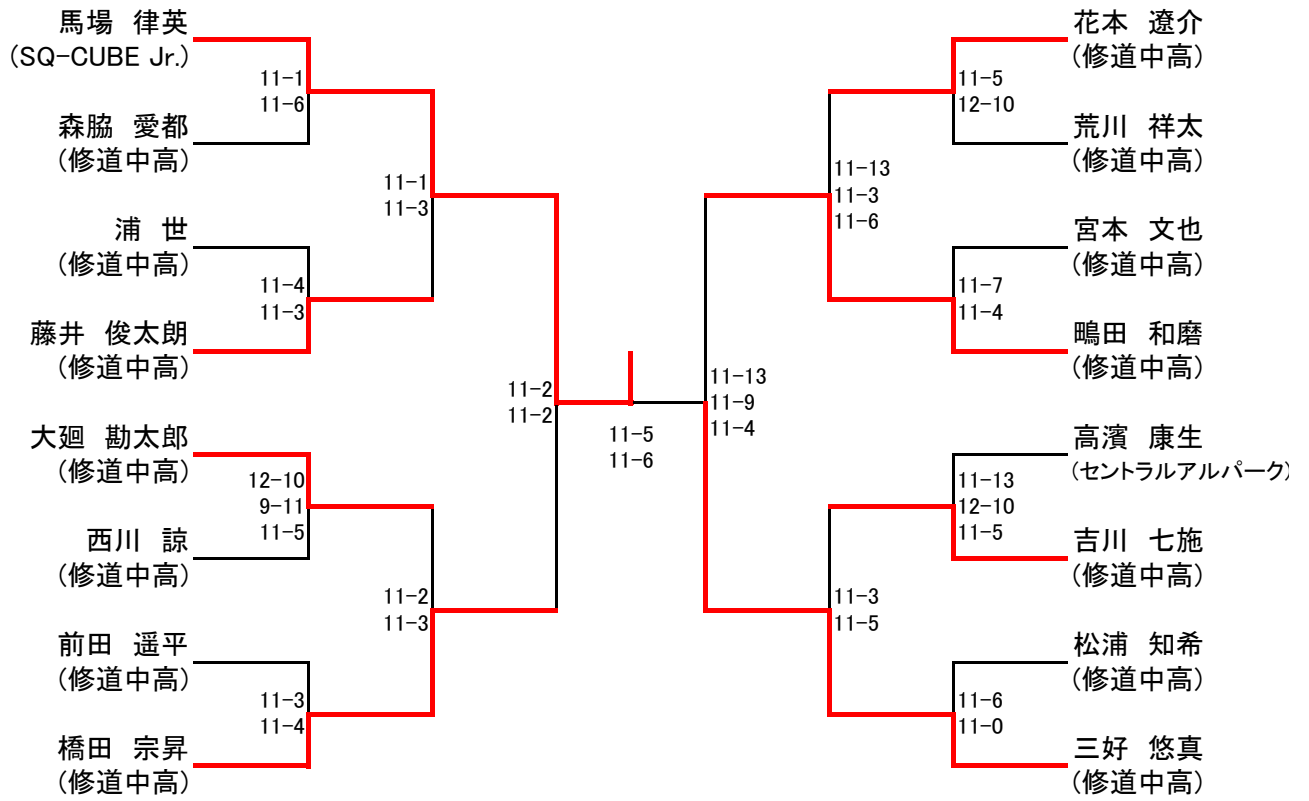 馬場 律英
(SQ-CUBE Jr.)
11-1
11-6
森脇 愛都
(修道中高)
11-1
11-3
浦 世
(修道中高)
11-4
11-3
藤井 俊太朗
(修道中高)
11-2
11-2
大廻 勘太郎
(修道中高)
12-10
9-11
11-5
西川 諒
(修道中高)
11-2
11-3
前田 遥平
(修道中高)
11-3
11-4
橋田 宗昇
(修道中高)
11-5
11-6
花本 遼介
(修道中高)
11-5
12-10
荒川 祥太
(修道中高)
11-13
11-3
11-6
宮本 文也
(修道中高)
11-7
11-4
鴫田 和磨
(修道中高)
11-13
11-9
11-4
高濱 康生
(セントラルアルパーク)
11-13
12-10
11-5
吉川 七施
(修道中高)
11-3
11-5
松浦 知希
(修道中高)
11-6
11-0
三好 悠真
(修道中高)